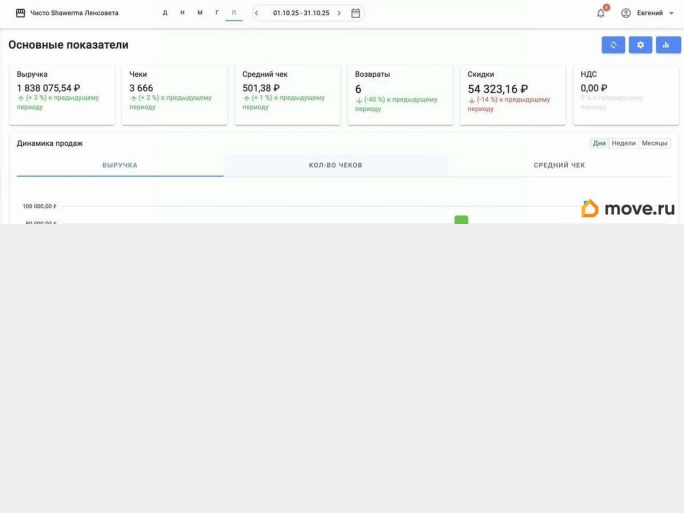 Чисто Shawerma Ленсовета
Д Н М Г П
01.10.25 - 31.10.25
Евгений
Основные показатели
Выручка
1 838 075,54 ₽
(+ 3 %) к предыдущему
периоду
Чеки
3 666
(+ 2 %) к предыдущему
периоду
Средний чек
501,38 ₽
(+ 1 %) к предыдущему
периоду
Возвраты
6
(-40 %) к предыдущему
периоду
Скидки
54 323,16 ₽
(-14 %) к предыдущему
периоду
НДС
0,00 ₽
0 % к предыдущему
периоду
Динамика продаж
Дни Недели Месяцы
ВЫРУЧКА
КОЛ-ВО ЧЕКОВ
СРЕДНИЙ ЧЕК
100 000,00 ₽
move.ru